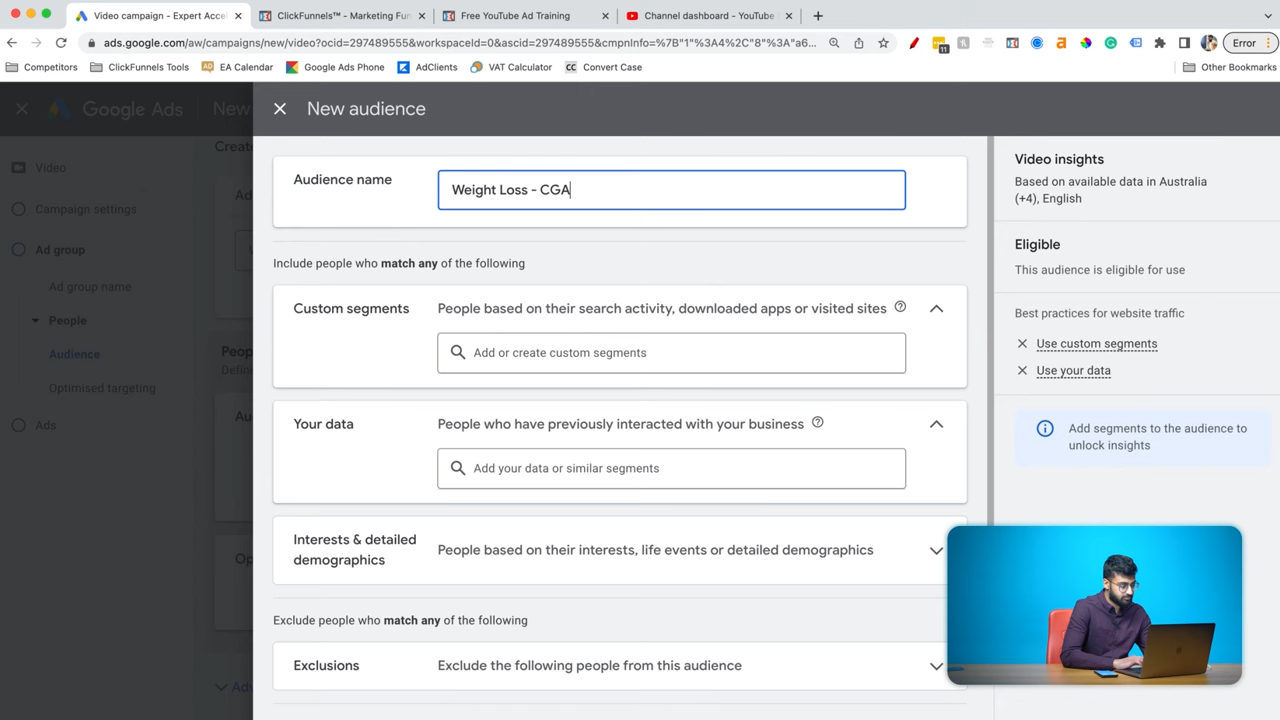 Video campaign - Expert Acce
ClickFunnels™ - Marketing Fun
Free YouTube Ad Training
Channel dashboard - YouTube
ads.google.com/aw/campaigns/new/video?ocid=297489555&workspaceId=0&ascid=297489555&cmpnInfo=%7B"1"%3A4%2C"8"%3A"a6...
11
Error
Competitors
ClickFunnels Tools
EA Calendar
Google Ads Phone
AdClients
VAT Calculator
CC Convert Case
Other Bookmarks
Google Ads
New
New audience
Video
Campaign settings
Ad group
Ad group name
People
Audience
Optimised targeting
Ads
Audience name
Weight Loss - CGA
Include people who match any of the following
Custom segments
People based on their search activity, downloaded apps or visited sites
Add or create custom segments
Your data
People who have previously interacted with your business
Add your data or similar segments
Interests & detailed
demographics
People based on their interests, life events or detailed demographics
Exclude people who match any of the following
Exclusions
Exclude the following people from this audience
Video insights
Based on available data in Australia
(+4), English
Eligible
This audience is eligible for use
Best practices for website traffic
Use custom segments
Use your data
Add segments to the audience to
unlock insights